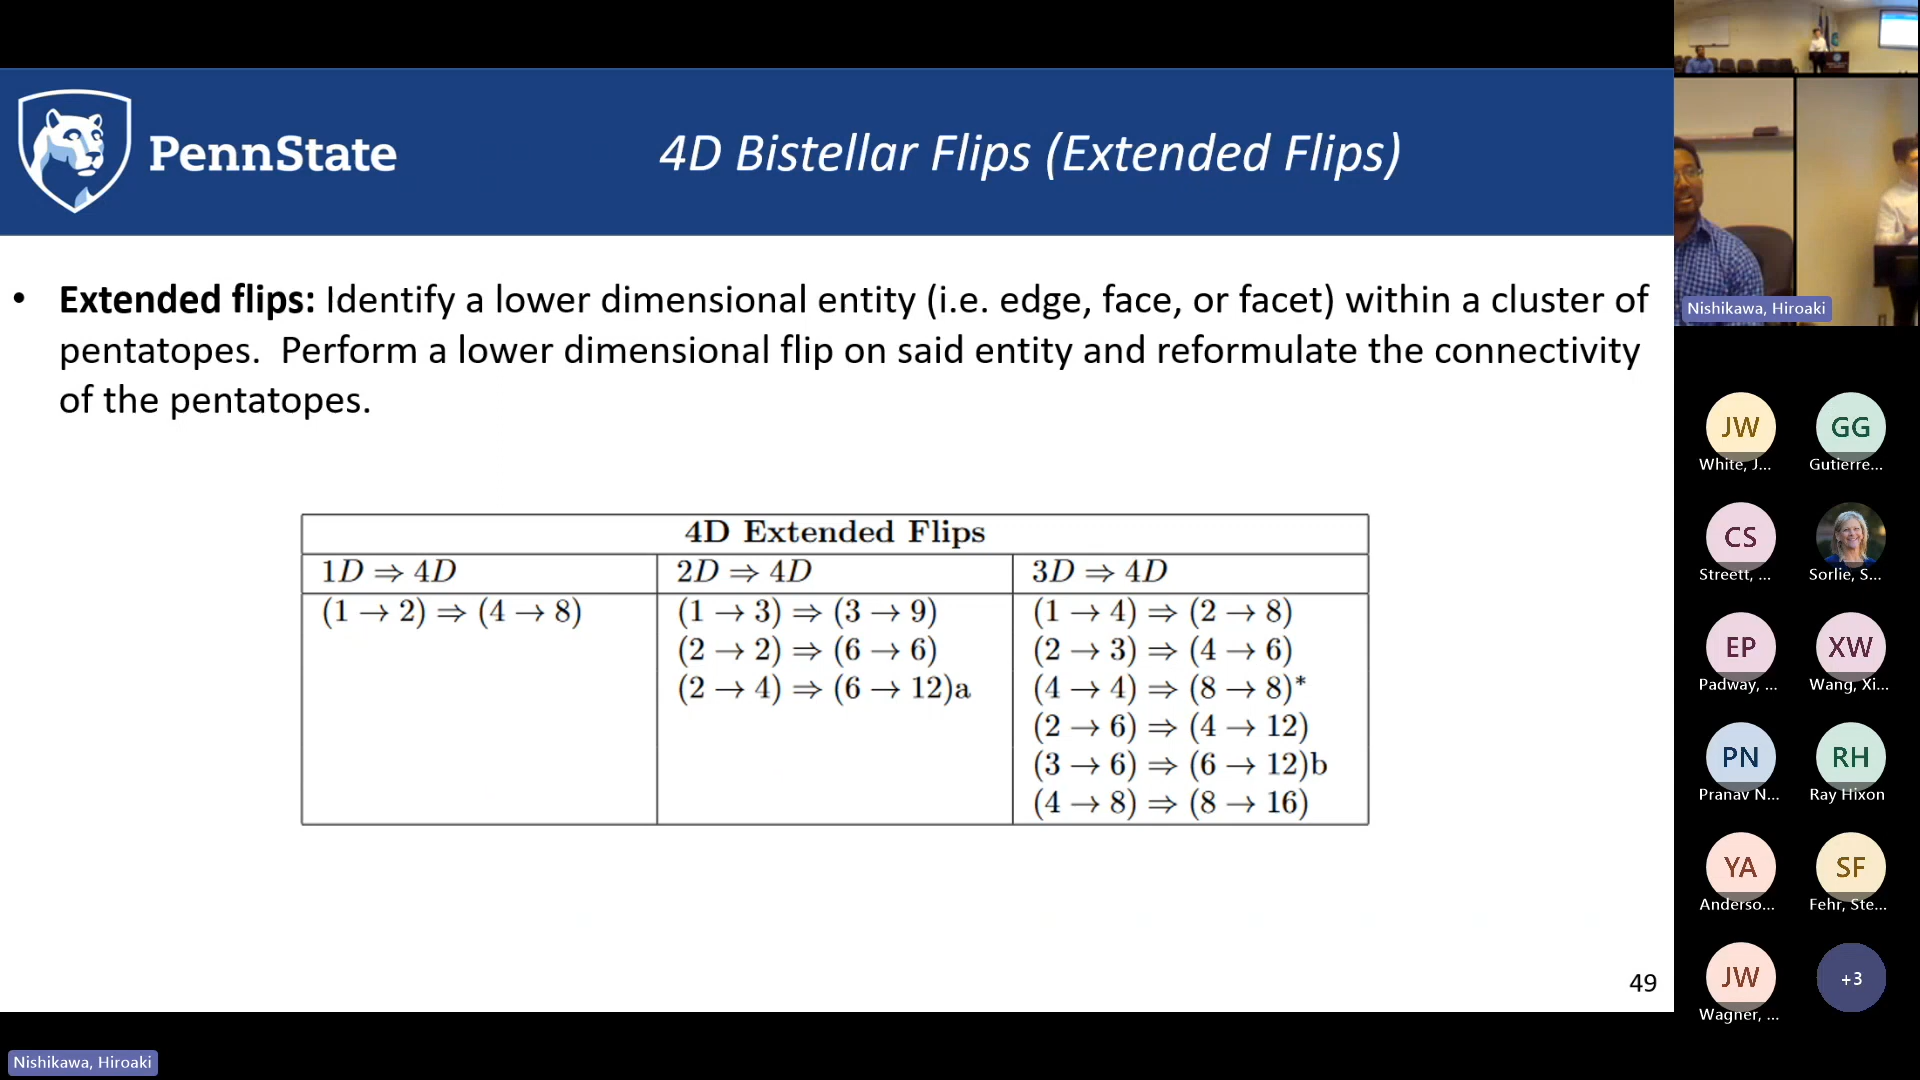 PennState
4D Bistellar Flips (Extended Flips)
• Extended flips: Identify a lower dimensional entity (i.e. edge, face, or facet) within a cluster of
pentatopes. Perform a lower dimensional flip on said entity and reformulate the connectivity
of the pentatopes.
4D Extended Flips
1D ⇒ 4D
2D ⇒ 4D
3D ⇒ 4D
(1 → 2) ⇒ (4 → 8)
(1 → 3) ⇒ (3 → 9)
(1 → 4) ⇒ (2 → 8)
(2 → 2) ⇒ (6 → 6)
(2 → 3) ⇒ (4 → 6)
(2 → 4) ⇒ (6 → 12)a
(4 → 4) ⇒ (8 → 8)*
(2 → 6) ⇒ (4 → 12)
(3 → 6) ⇒ (6 → 12)b
(4 → 8) ⇒ (8 → 16)
49
Nishikawa, Hiroaki
Nishikawa, Hiroaki
JW
GG
White, J...
Gutierre...
CS
Streett, ...
Sorlie, S...
EP
XW
Padway, ...
Wang, Xi...
PN
RH
Pranav N...
Ray Hixon
YA
SF
Anderso...
Fehr, Ste...
JW
+3
Wagner, ...